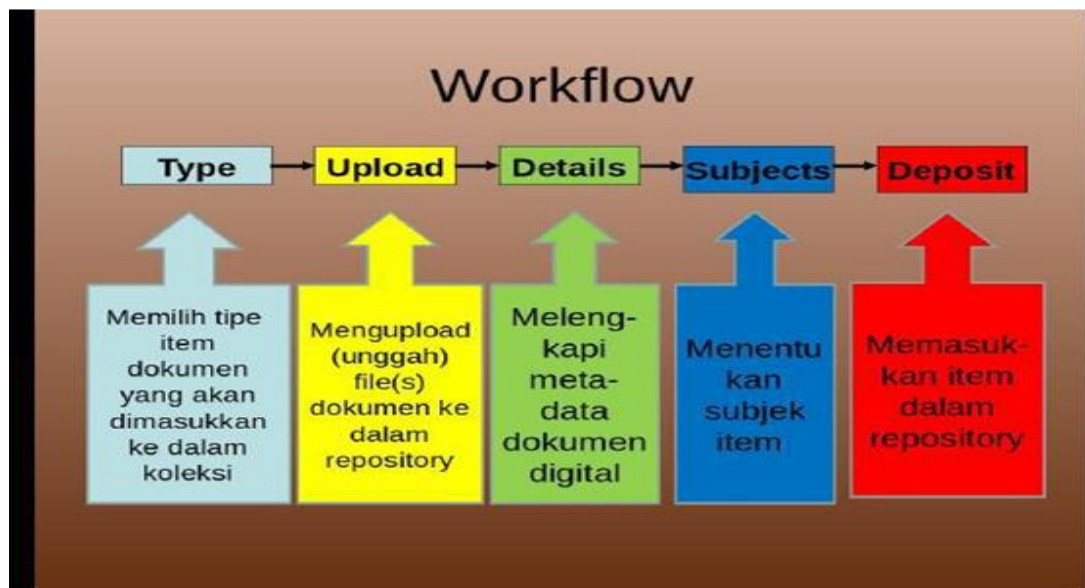 Workflow
Type
Upload
Details
Subjects
Deposit
Memilih tipe
item
dokumen
yang akan
dimasukkan
ke dalam
koleksi
Mengupload
(unggah)
file(s)
dokumen ke
dalam
repository
Meleng-
kapi
meta-
data
dokumen
digital
Menentu
kan
subjek
item
Memasuk-
kan item
dalam
repository